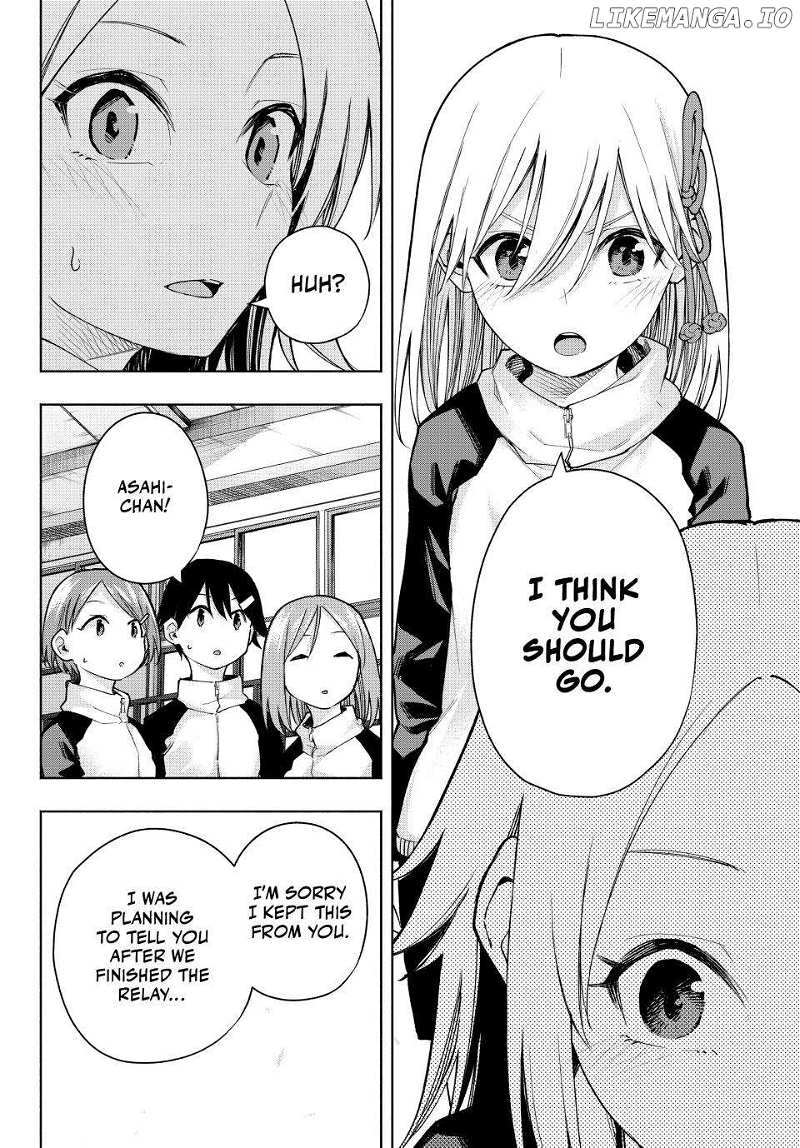 LIKEMANGA.IO
I THINK
YOU
SHOULD
GO.
HUH?
ASAHI-
CHAN!
I'M SORRY
I KEPT THIS
FROM YOU.
I WAS
PLANNING
TO TELL YOU
AFTER WE
FINISHED
THE
RELAY...